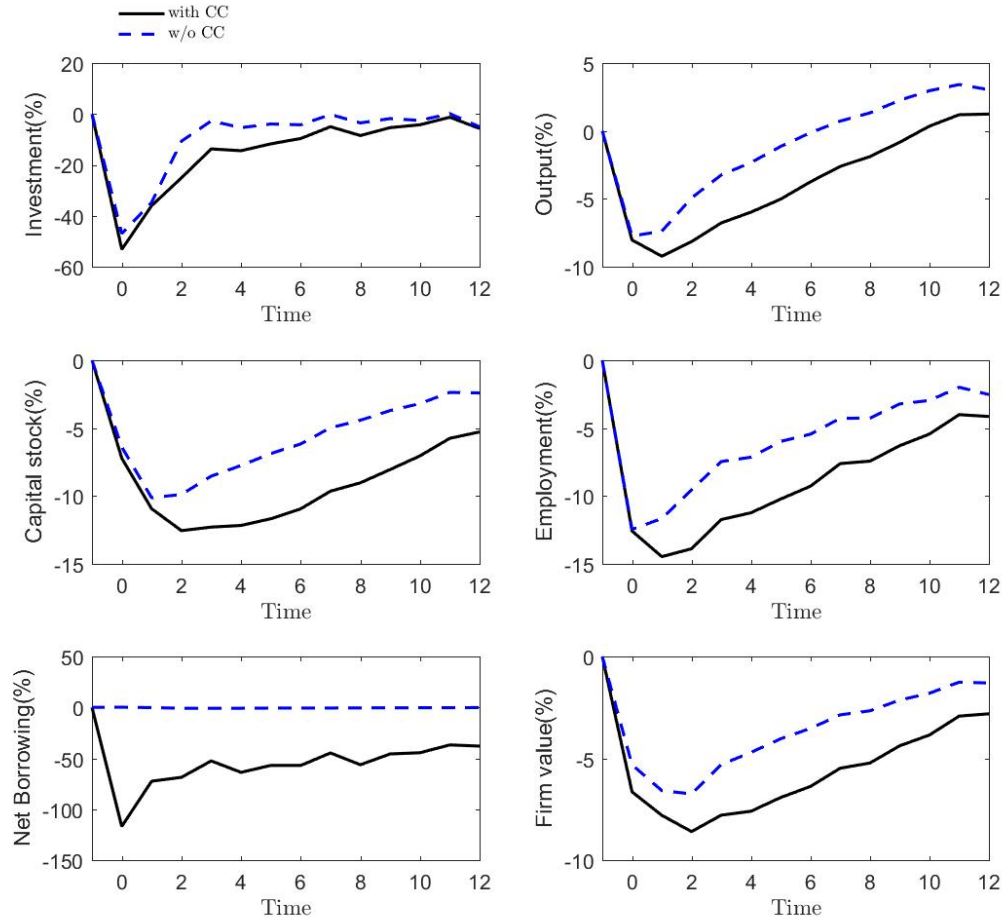 with CC
w/o CC
Investment(%)
20
0
-20
-40
-60
0 2 4 6 8 10 12
Time
Output(%)
5
0
-5
-10
0 2 4 6 8 10 12
Time
Capital stock(%)
0
-5
-10
-15
0 2 4 6 8 10 12
Time
Employment(%)
0
-5
-10
-15
0 2 4 6 8 10 12
Time
Net Borrowing(%)
50
0
-50
-100
-150
0 2 4 6 8 10 12
Firm value(%)
0
-5
-10
0 2 4 6 8 10 12